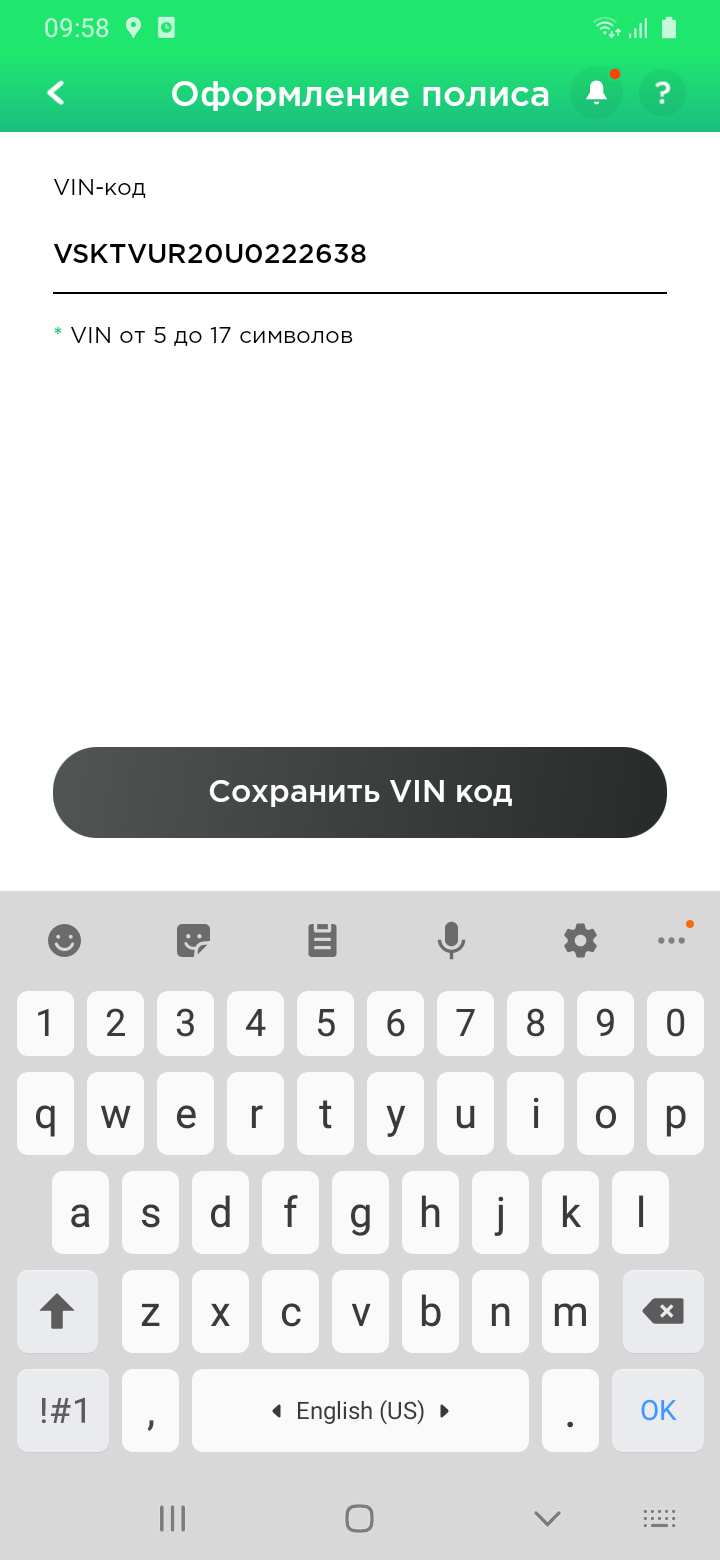 09:58
Оформление полиса
?
VIN-код
VSKTVUR20U0222638
* VIN от 5 до 17 символов
Сохранить VIN код
1 2 3 4 5 6 7 8 9 0
q w e r t y u i o p
a s d f g h j k l
z x c v b n m
!#1 , English (US) . OK